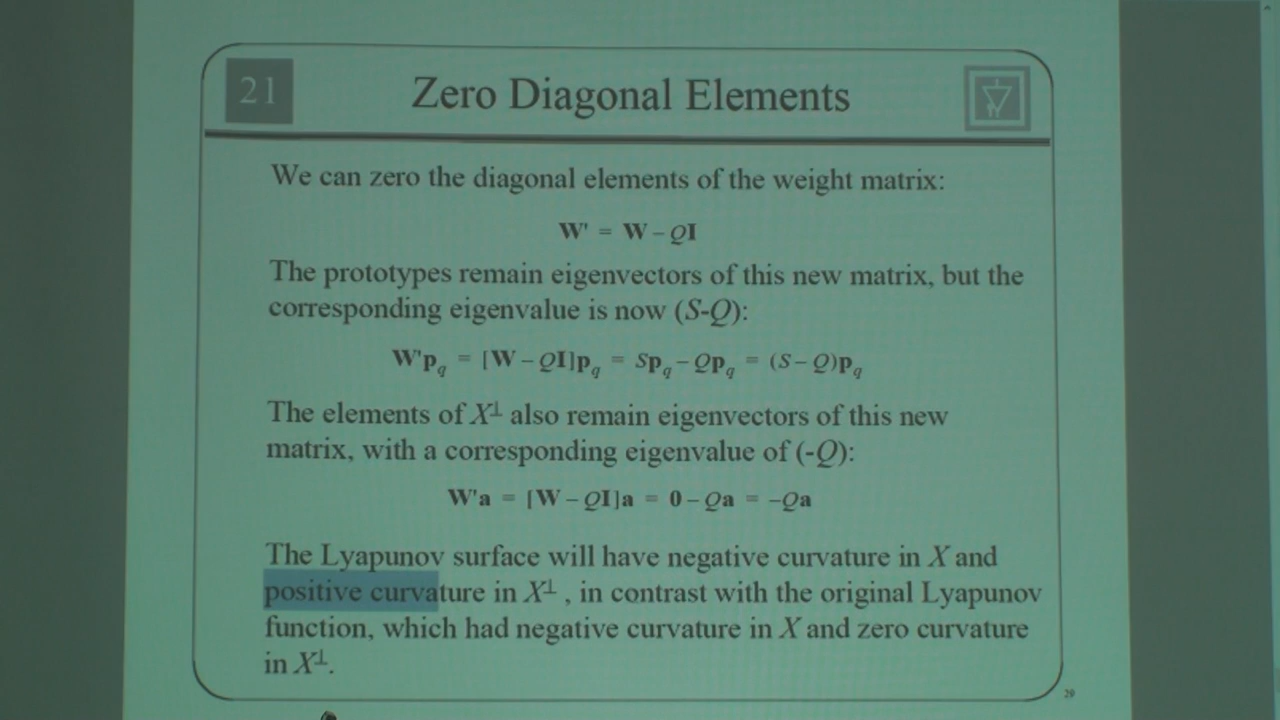 21
Zero Diagonal Elements
We can zero the diagonal elements of the weight matrix:
W' = W – QI
The prototypes remain eigenvectors of this new matrix, but the
corresponding eigenvalue is now (S-Q):
W'p_q = [W – QI]p_q = Sp_q – Qp_q = (S – Q)p_q
The elements of X⊥ also remain eigenvectors of this new
matrix, with a corresponding eigenvalue of (-Q):
W'a = [W – QI]a = 0 – Qa = –Qa
The Lyapunov surface will have negative curvature in X and
positive curvature in X⊥ , in contrast with the original Lyapunov
function, which had negative curvature in X and zero curvature
in X⊥.